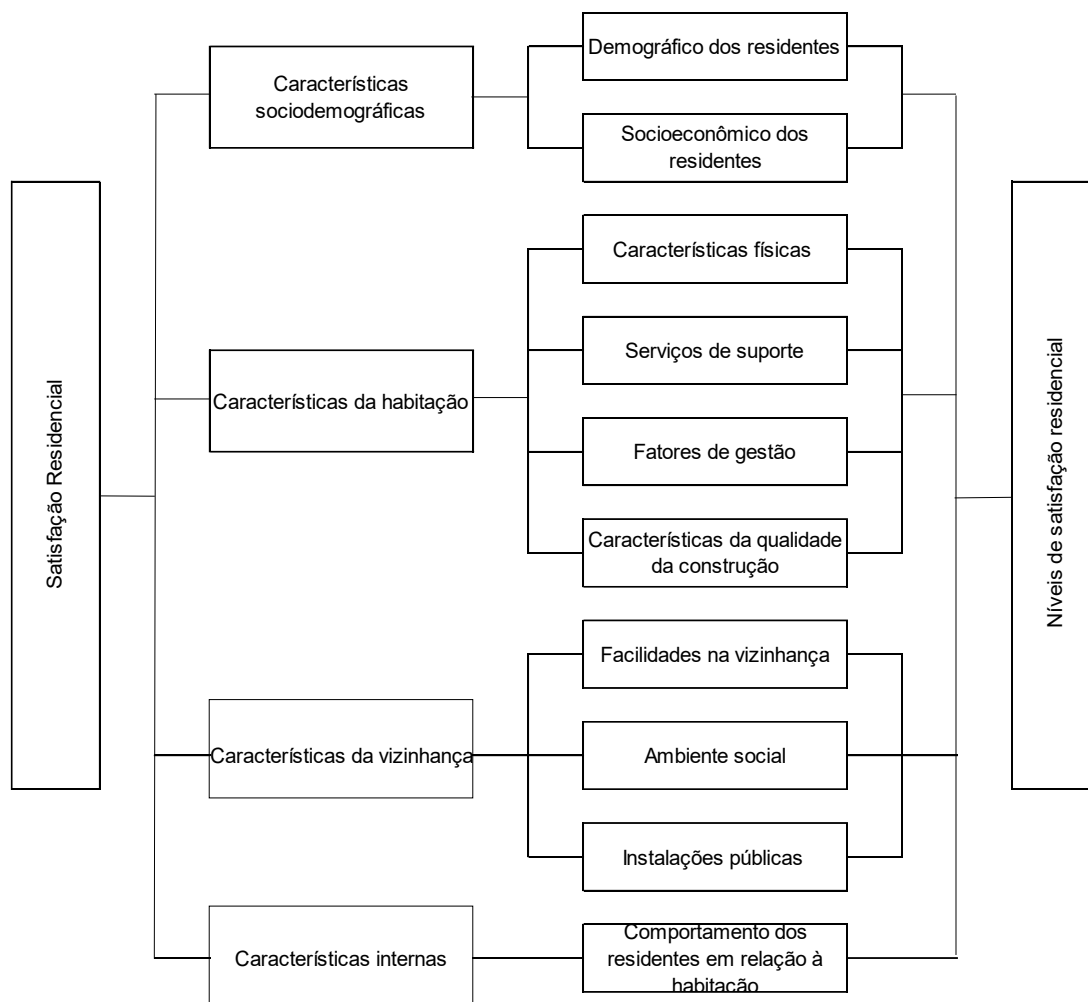 Satisfação Residencial
Características
sociodemográficas
Demográfico dos residentes
Socioeconômico dos
residentes
Características da habitação
Características físicas
Serviços de suporte
Fatores de gestão
Características da qualidade
da construção
Características da vizinhança
Facilidades na vizinhança
Ambiente social
Instalações públicas
Características internas
Comportamento dos
residentes em relação à
habitação
Níveis de satisfação residencial